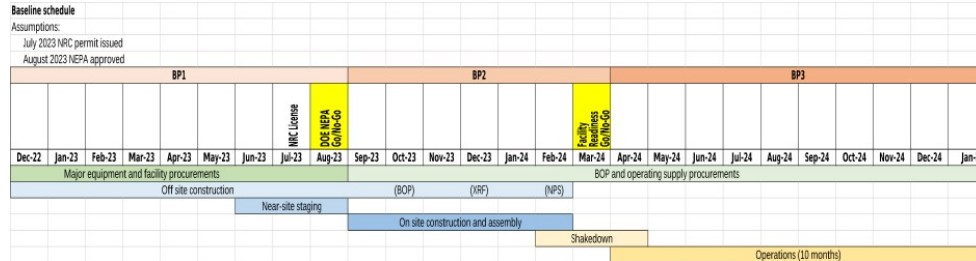 Baseline schedule
Assumptions:
July 2023 NRC permit issued
August 2023 NEPA approved
BP1 BP2 BP3
NRC License
DOE NEPA
Go/No-Go
Facility
Readiness
Go/No-Go
Dec-22 Jan-23 Feb-23 Mar-23 Apr-23 May-23 Jun-23 Jul-23 Aug-23 Sep-23 Oct-23 Nov-23 Dec-23 Jan-24 Feb-24 Mar-24 Apr-24 May-24 Jun-24 Jul-24 Aug-24 Sep-24 Oct-24 Nov-24 Dec-24 Jan-
Major equipment and facility procurements BOP and operating supply procurements
Off site construction (BOP) (XRF) (NPS)
Near-site staging
On site construction and assembly
Shakedown
Operations (10 months)